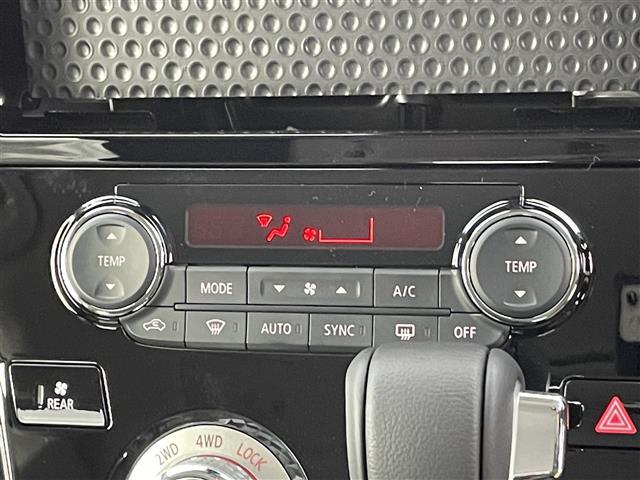 TEMP
MODE
A/C
TEMP
AUTO
SYNC
OFF
REAR
2WD 4WD LOCK